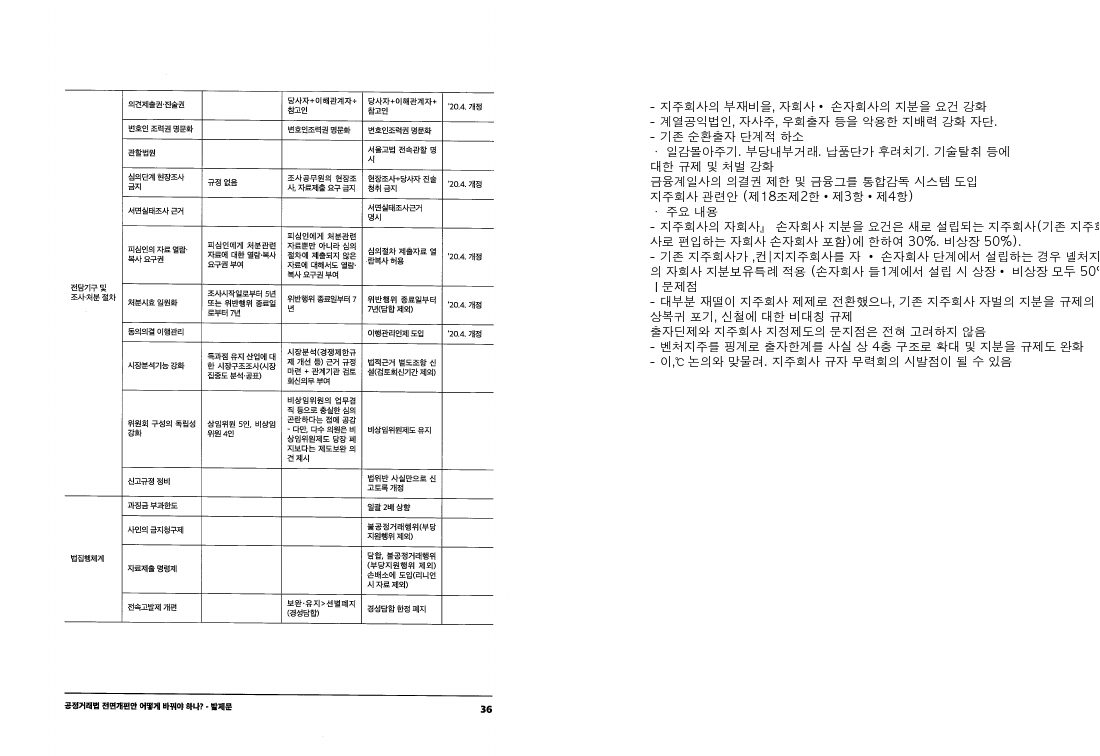 전담기구 및
조사·처분 절차
의견제출권·진술권
당사자+이해관계자+
참고인
당사자+이해관계자+
참고인
'20.4. 개정
변호인 조력권 명문화
변호인조력권 명문화
변호인조력권 명문화
관할법원
서울고법 전속관할 명
시
심의단계 현장조사
금지
규정 없음
조사공무원의 현장조
사, 자료제출 요구 금지
현장조사+당사자 진술
청취 금지
'20.4. 개정
서면실태조사 근거
서면실태조사근거
명시
피심인의 자료 열람·
복사 요구권
피심인에게 처분관련
자료에 대한 열람·복사
요구권 부여
피심인에게 처분관련
자료뿐만 아니라 심의
절차에 제출되지 않은
자료에 대해서도 열람·
복사 요구권 부여
심의절차 제출자료 열
람복사 허용
'20.4. 개정
처분시효 일원화
조사시작일로부터 5년
또는 위반행위 종료일
로부터 7년
위반행위 종료일부터 7
년
위반행위 종료일부터
7년(담합 제외)
'20.4. 개정
동의의결 이행관리
이행관리인제 도입
'20.4. 개정
시장분석기능 강화
독과점 유지 산업에 대
한 시장구조조사(시장
집중도 분석·공표)
시장분석(경쟁제한규
제 개선 등) 근거 규정
마련 + 관계기관 검토
회신의무 부여
법적근거 별도조항 신
설(검토회신기간 제외)
위원회 구성의 독립성
강화
상임위원 5인, 비상임
위원 4인
비상임위원의 업무겸
직 등으로 충실한 심의
곤란하다는 점에 공감
- 다만, 다수 의원은 비
상임위원제도 당장 폐
지보다는 제도보완 의
견 제시
비상임위원제도 유지
신고규정 정비
법위반 사실만으로 신
고토록 개정
법집행체계
과징금 부과한도
일괄 2배 상향
사인의 금지청구제
불공정거래행위(부당
지원행위 제외)
자료제출 명령제
담합, 불공정거래행위
(부당지원행위 제외)
손배소에 도입(리니언
시 자료 제외)
전속고발제 개편
보완·유지>선별폐지
(경성담합)
경성담합 한정 폐지
공정거래법 전면개편안 어떻게 바꿔야 하나? - 발제문
36
- 지주회사의 부재비을, 자회사 • 손자회사의 지분을 요건 강화
- 계열공익법인, 자사주, 우회출자 등을 악용한 지배력 강화 자단.
- 기존 순환출자 단계적 하소
· 일감몰아주기. 부당내부거래. 납품단가 후려치기. 기술탈취 등에
대한 규제 및 처벌 강화
금융계일사의 의결권 제한 및 금융그를 통합감독 시스템 도입
지주회사 관련안 (제18조제2한 • 제3항 • 제4항)
· 주요 내용
- 지주회사의 자회사』 손자회사 지분을 요건은 새로 설립되는 지주회사(기존 지주회
사로 편입하는 자회사 손자회사 포함)에 한하여 30%. 비상장 50%).
- 기존 지주회사가 ,컨|지지주회사를 자 • 손자회사 단계에서 설립하는 경우 넬처지
의 자회사 지분보유특례 적용 (손자회사 들1계에서 설립 시 상장 • 비상장 모두 50%
| 문제점
- 대부분 재떨이 지주회사 제제로 전환했으나, 기존 지주회사 자벌의 지분을 규제의
상복귀 포기, 신철에 대한 비대칭 규제
출자딘제와 지주회사 지정제도의 문지점은 전혀 고려하지 않음
- 벤처지주를 핑계로 출자한계를 사실 상 4층 구조로 확대 및 지분을 규제도 완화
- 이,℃ 논의와 맞물려. 지주회사 규자 무력회의 시발점이 될 수 있음